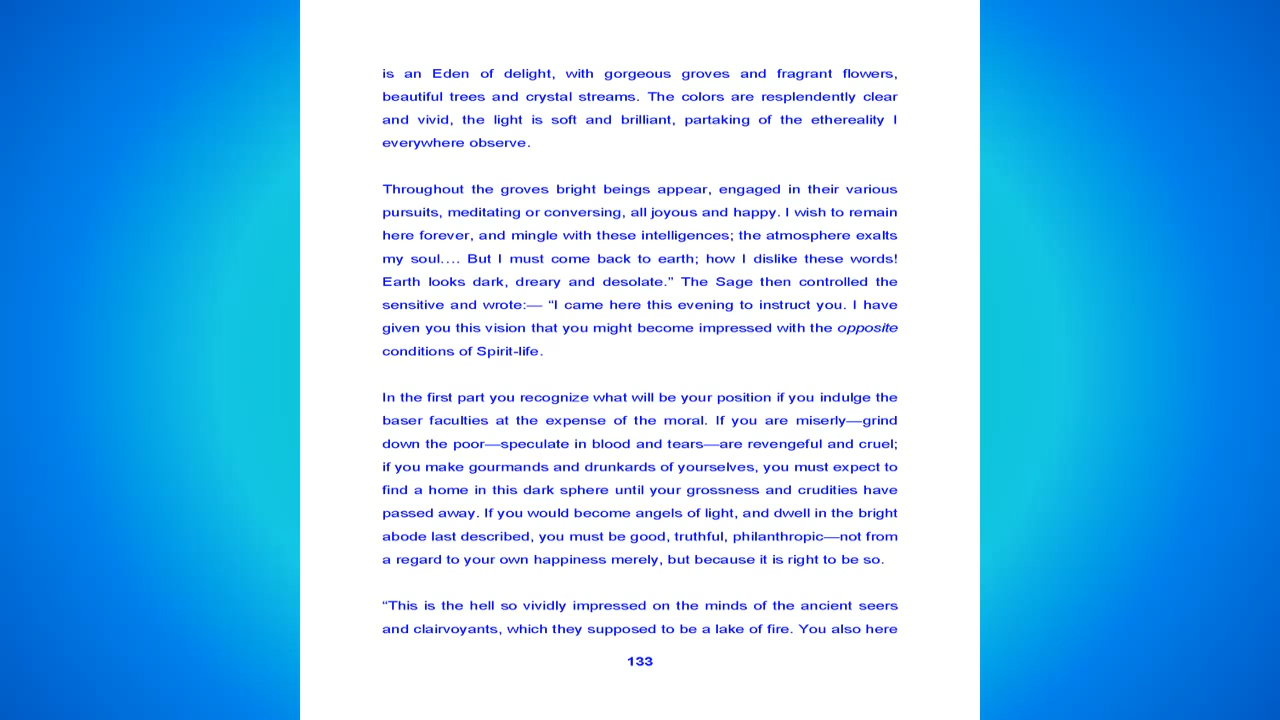 is an Eden of delight, with gorgeous groves and fragrant flowers,
beautiful trees and crystal streams. The colors are resplendently clear
and vivid, the light is soft and brilliant, partaking of the ethereality I
everywhere observe.
Throughout the groves bright beings appear, engaged in their various
pursuits, meditating or conversing, all joyous and happy. I wish to remain
here forever, and mingle with these intelligences; the atmosphere exalts
my soul…. But I must come back to earth; how I dislike these words!
Earth looks dark, dreary and desolate.” The Sage then controlled the
sensitive and wrote:— “I came here this evening to instruct you. I have
given you this vision that you might become impressed with the opposite
conditions of Spirit-life.
In the first part you recognize what will be your position if you indulge the
baser faculties at the expense of the moral. If you are miserly—grind
down the poor—speculate in blood and tears—are revengeful and cruel;
if you make gourmands and drunkards of yourselves, you must expect to
find a home in this dark sphere until your grossness and crudities have
passed away. If you would become angels of light, and dwell in the bright
abode last described, you must be good, truthful, philanthropic—not from
a regard to your own happiness merely, but because it is right to be so.
“This is the hell so vividly impressed on the minds of the ancient seers
and clairvoyants, which they supposed to be a lake of fire. You also here
133